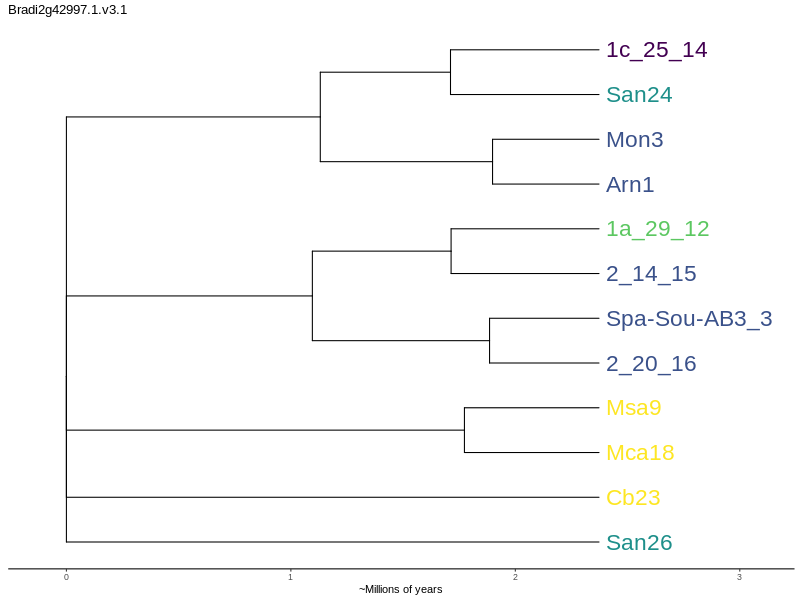 Bradi2g42997.1.v3.1
1c_25_14
San24
Mon3
Arn1
1a_29_12
2_14_15
Spa-Sou-AB3_3
2_20_16
Msa9
Mca18
Cb23
San26
0 1 2 3
~Millions of years